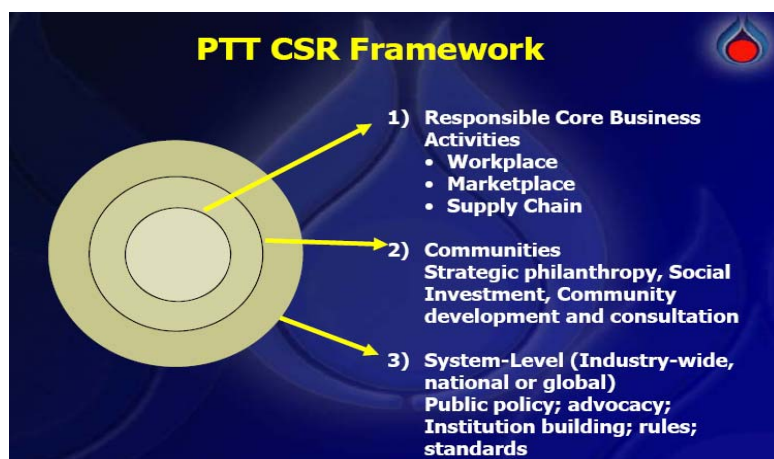 PTT CSR Framework
1) Responsible Core Business
Activities
• Workplace
• Marketplace
• Supply Chain
2) Communities
Strategic philanthropy, Social
Investment, Community
development and consultation
3) System-Level (Industry-wide,
national or global)
Public policy; advocacy;
Institution building; rules;
standards